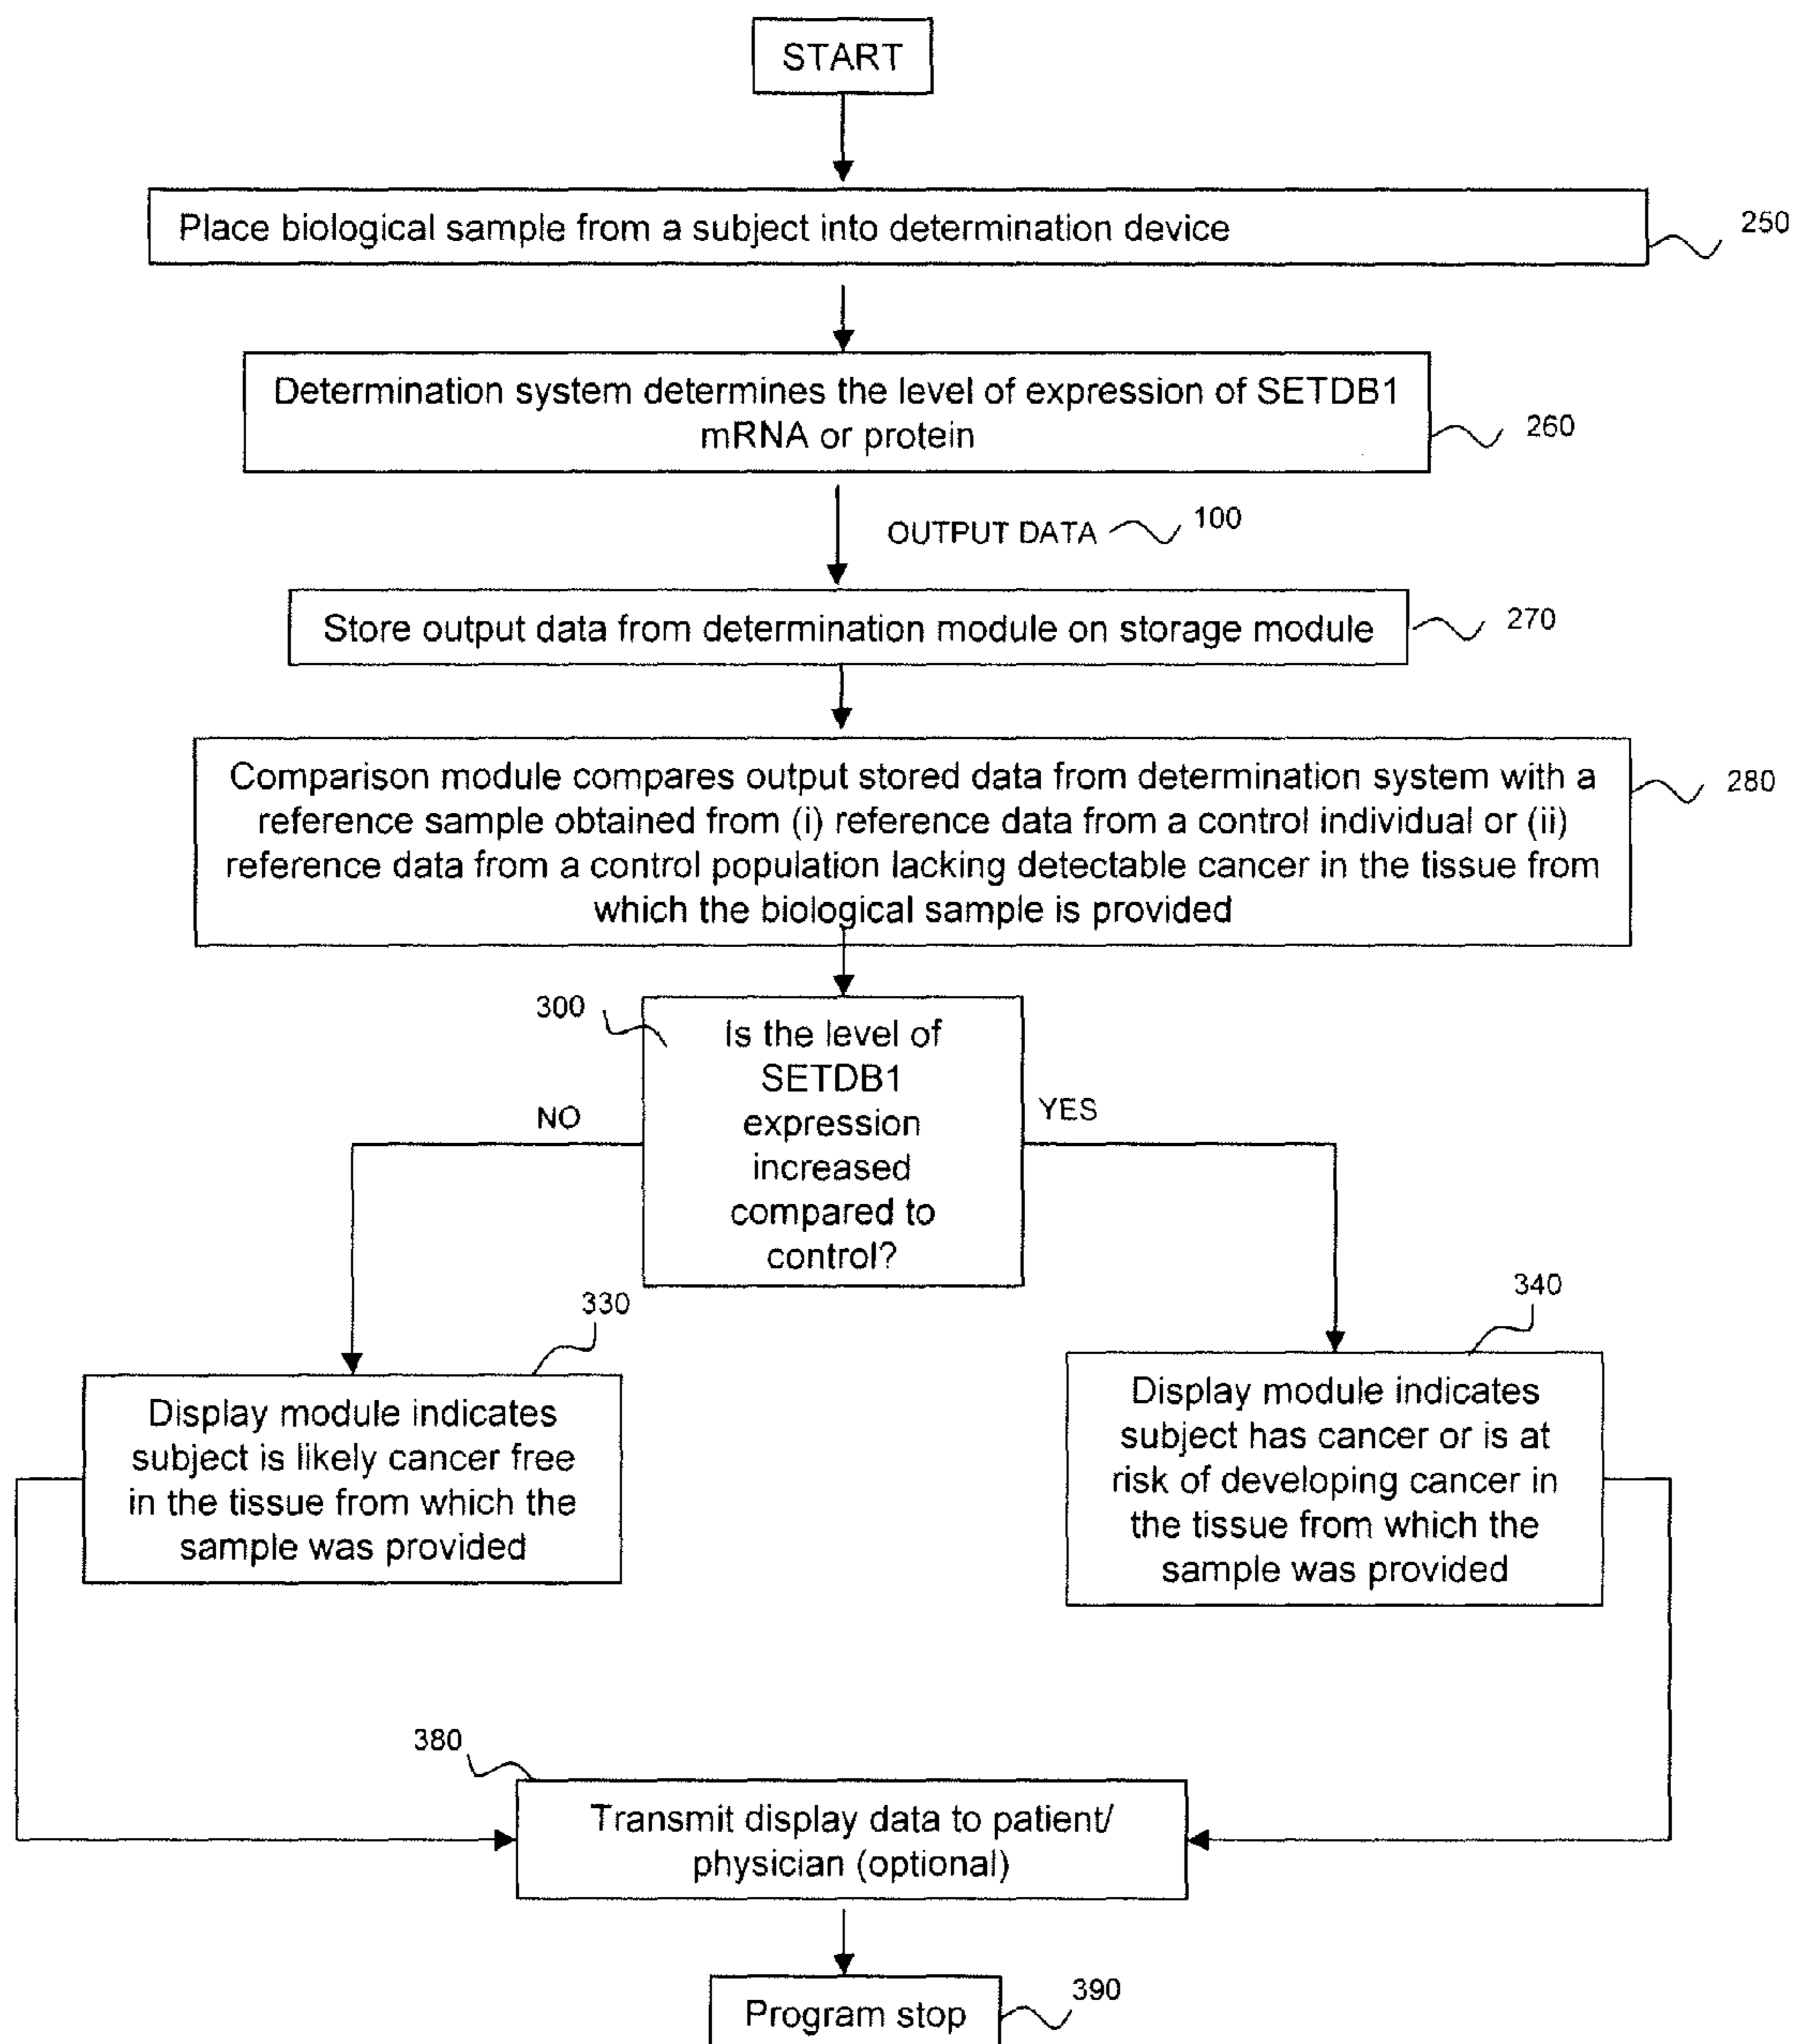 START
Place biological sample from a subject into determination device
250
Determination system determines the level of expression of SETDB1
mRNA or protein
260
OUTPUT DATA
100
Store output data from determination module on storage module
270
Comparison module compares output stored data from determination system with a
reference sample obtained from (i) reference data from a control individual or (ii)
reference data from a control population lacking detectable cancer in the tissue from
which the biological sample is provided
280
300
Is the level of
SETDB1
expression
increased
compared to
control?
NO
YES
330
Display module indicates
subject is likely cancer free
in the tissue from which the
sample was provided
340
Display module indicates
subject has cancer or is at
risk of developing cancer in
the tissue from which the
sample was provided
380
Transmit display data to patient/
physician (optional)
Program stop
390